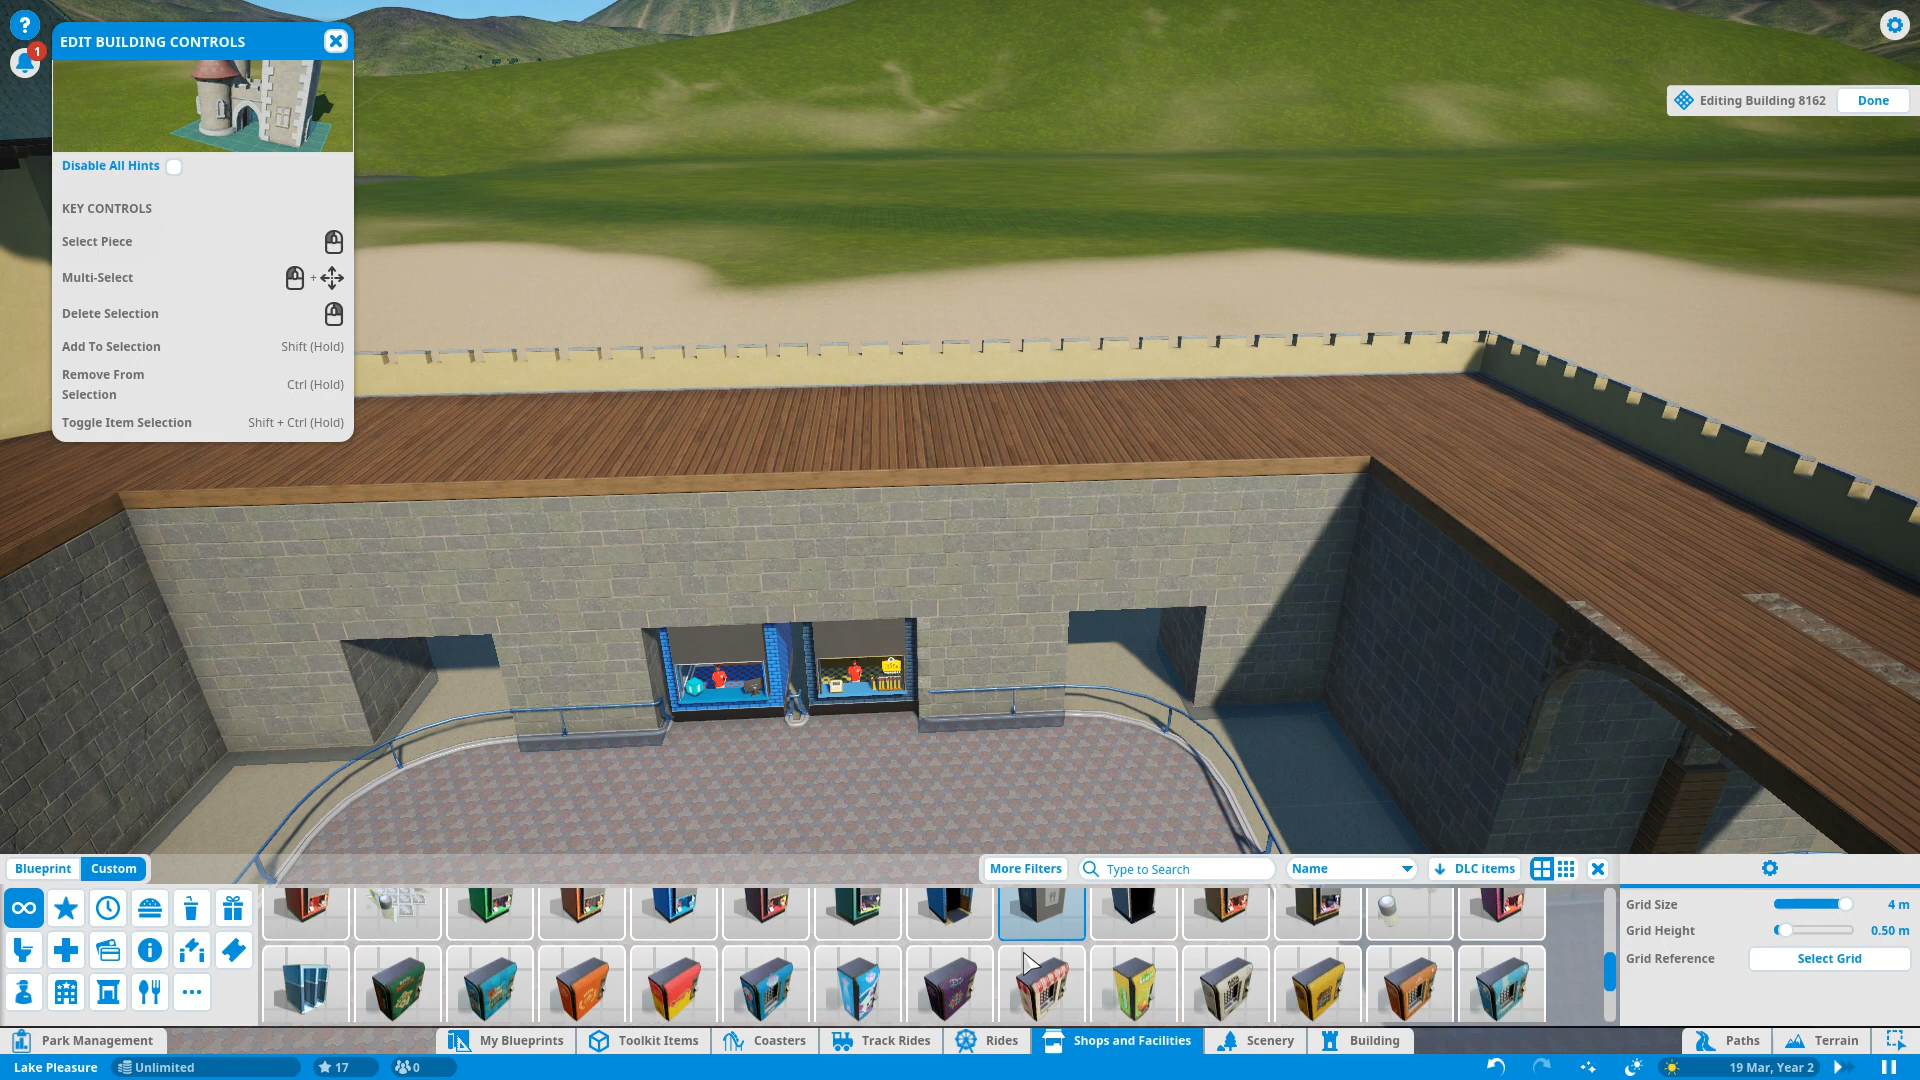 ?
1
EDIT BUILDING CONTROLS
Disable All Hints
KEY CONTROLS
Select Piece
Multi-Select
+
Delete Selection
Add To Selection
Shift (Hold)
Remove From
Selection
Ctrl (Hold)
Toggle Item Selection
Shift + Ctrl (Hold)
Editing Building 8162
Done
Blueprint
Custom
More Filters
Type to Search
Name
DLC items
Grid Size
4 m
Grid Height
0.50 m
Grid Reference
Select Grid
Park Management
My Blueprints
Toolkit Items
Coasters
Track Rides
Rides
Shops and Facilities
Scenery
Building
Paths
Terrain
Lake Pleasure
Unlimited
17
0
19 Mar, Year 2